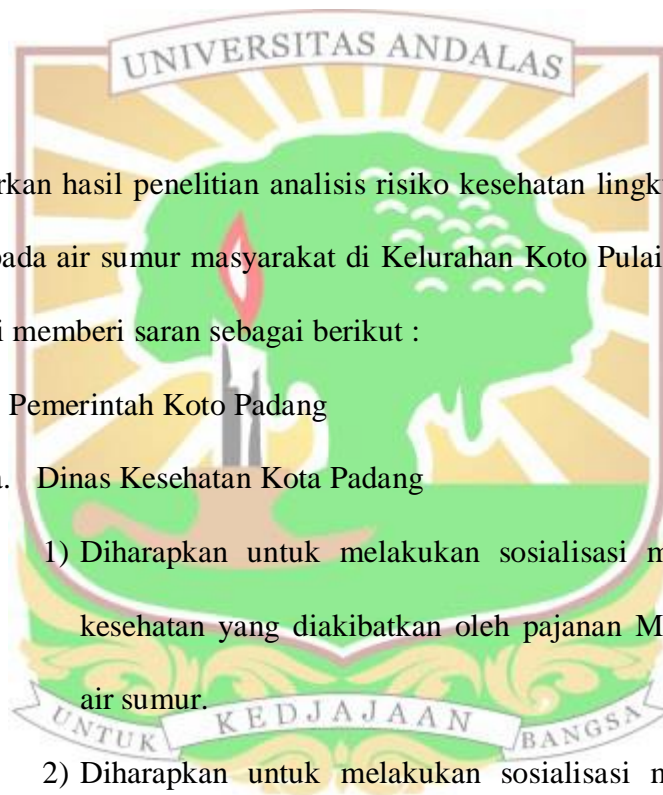 UNIVERSITAS ANDALAS
rkan hasil penelitian analisis risiko kesehatan lingku
pada air sumur masyarakat di Kelurahan Koto Pulai
i memberi saran sebagai berikut :
Pemerintah Koto Padang
a. Dinas Kesehatan Kota Padang
1) Diharapkan untuk melakukan sosialisasi m
kesehatan yang diakibatkan oleh pajanan M
air sumur.
UNTUK KEDJAJAAN BANGSA
2) Diharapkan untuk melakukan sosialisasi m